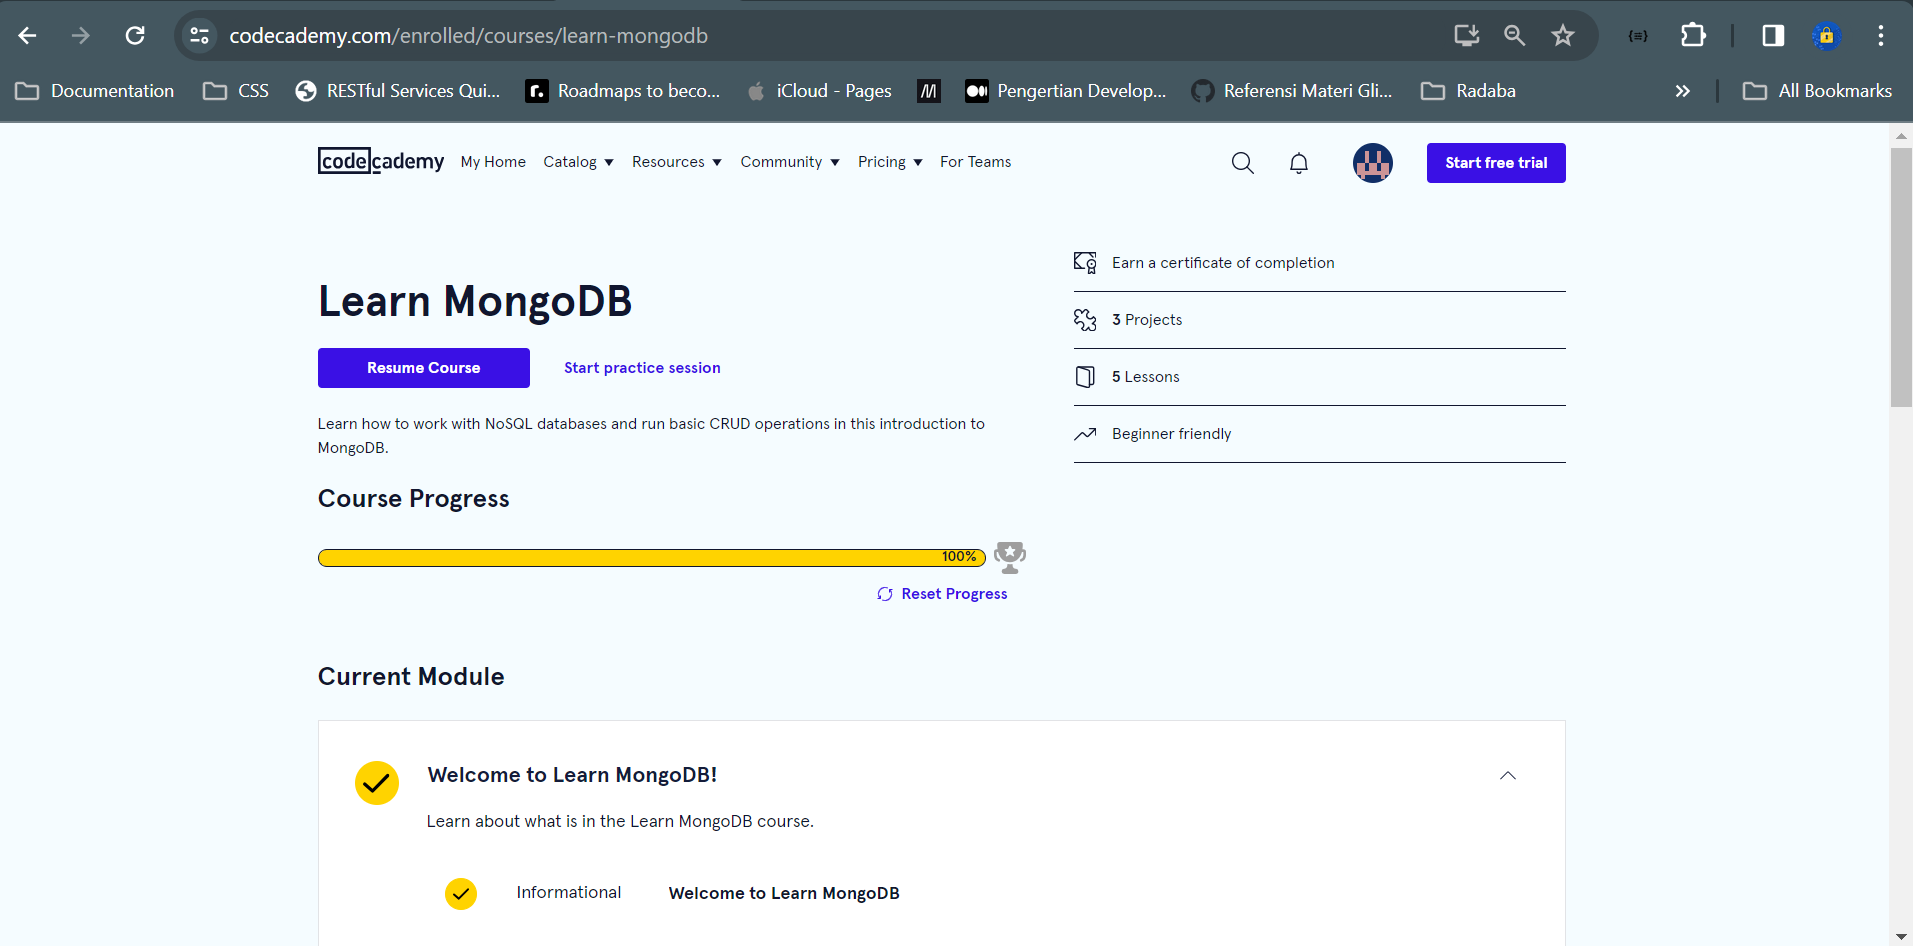 codecademy.com/enrolled/courses/learn-mongodb
Documentation CSS RESTful Services Qui... Roadmaps to beco... iCloud - Pages Pengertian Develop... Referensi Materi Gli... Radaba » All Bookmarks
codecademy My Home Catalog Resources Community Pricing For Teams Start free trial
Earn a certificate of completion
Learn MongoDB
3 Projects
Resume Course Start practice session
5 Lessons
Learn how to work with NoSQL databases and run basic CRUD operations in this introduction to
MongoDB.
Beginner friendly
Course Progress
100%
Reset Progress
Current Module
Welcome to Learn MongoDB!
Learn about what is in the Learn MongoDB course.
Informational Welcome to Learn MongoDB